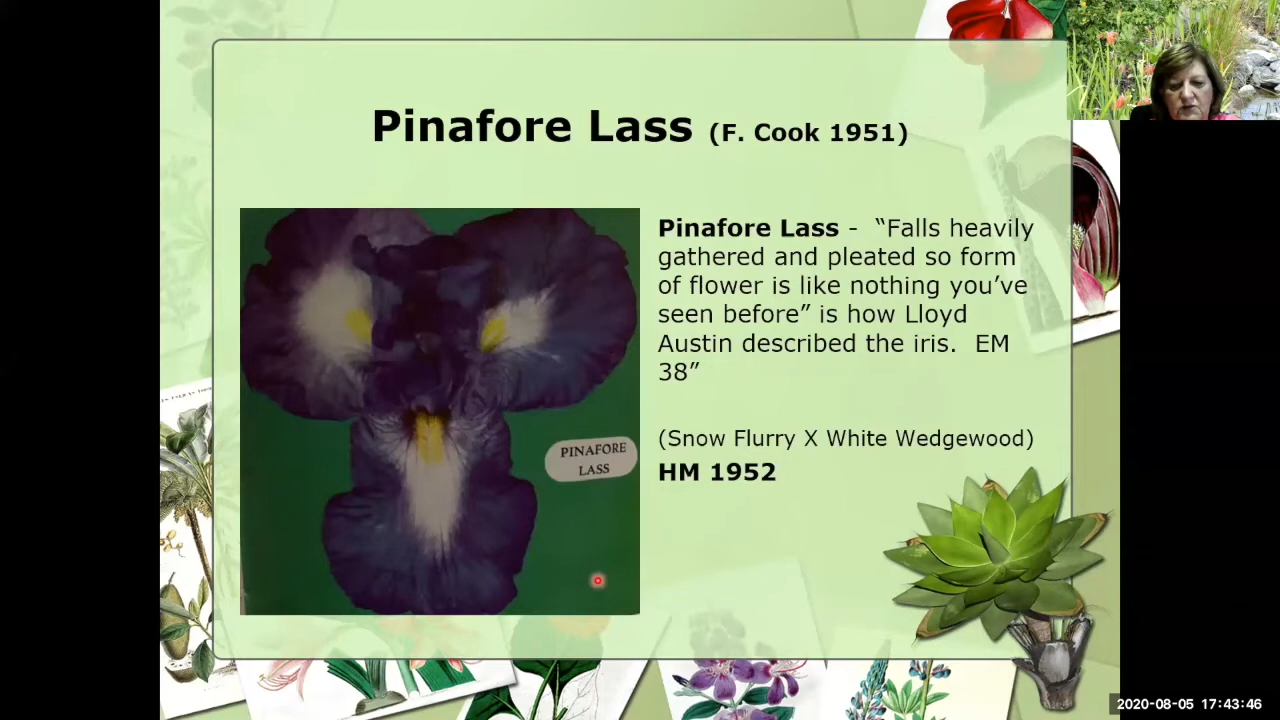 Pinafore Lass (F. Cook 1951)
Pinafore Lass - “Falls heavily
gathered and pleated so form
of flower is like nothing you’ve
seen before” is how Lloyd
Austin described the iris. EM
38”
(Snow Flurry X White Wedgewood)
HM 1952
PINAFORE
LASS
2020-08-05 17:43:46